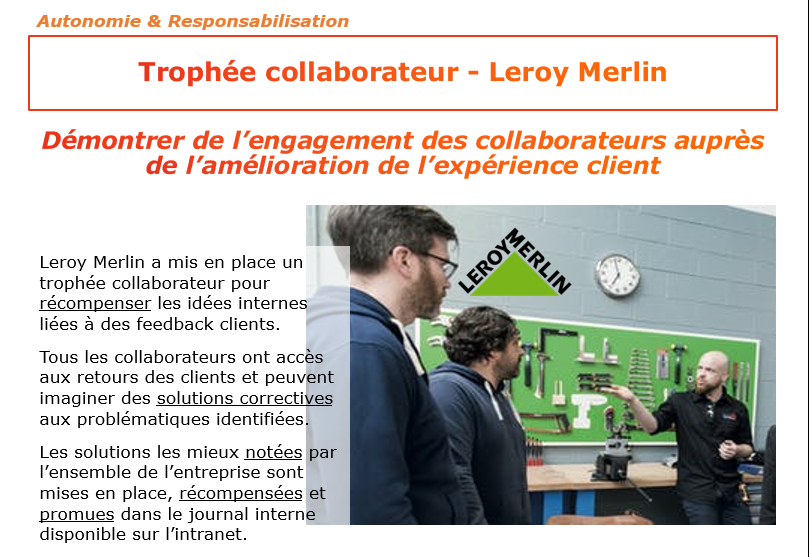 Autonomie & Responsabilisation
Trophée collaborateur - Leroy Merlin
Démontrer de l’engagement des collaborateurs auprès
de l’amélioration de l’expérience client
Leroy Merlin a mis en place un
trophée collaborateur pour
récompenser les idées internes
liées à des feedback clients.
Tous les collaborateurs ont accès
aux retours des clients et peuvent
imaginer des solutions correctives
aux problématiques identifiées.
Les solutions les mieux notées par
l’ensemble de l’entreprise sont
mises en place, récompensées et
promues dans le journal interne
disponible sur l’intranet.
LEROY MERLIN